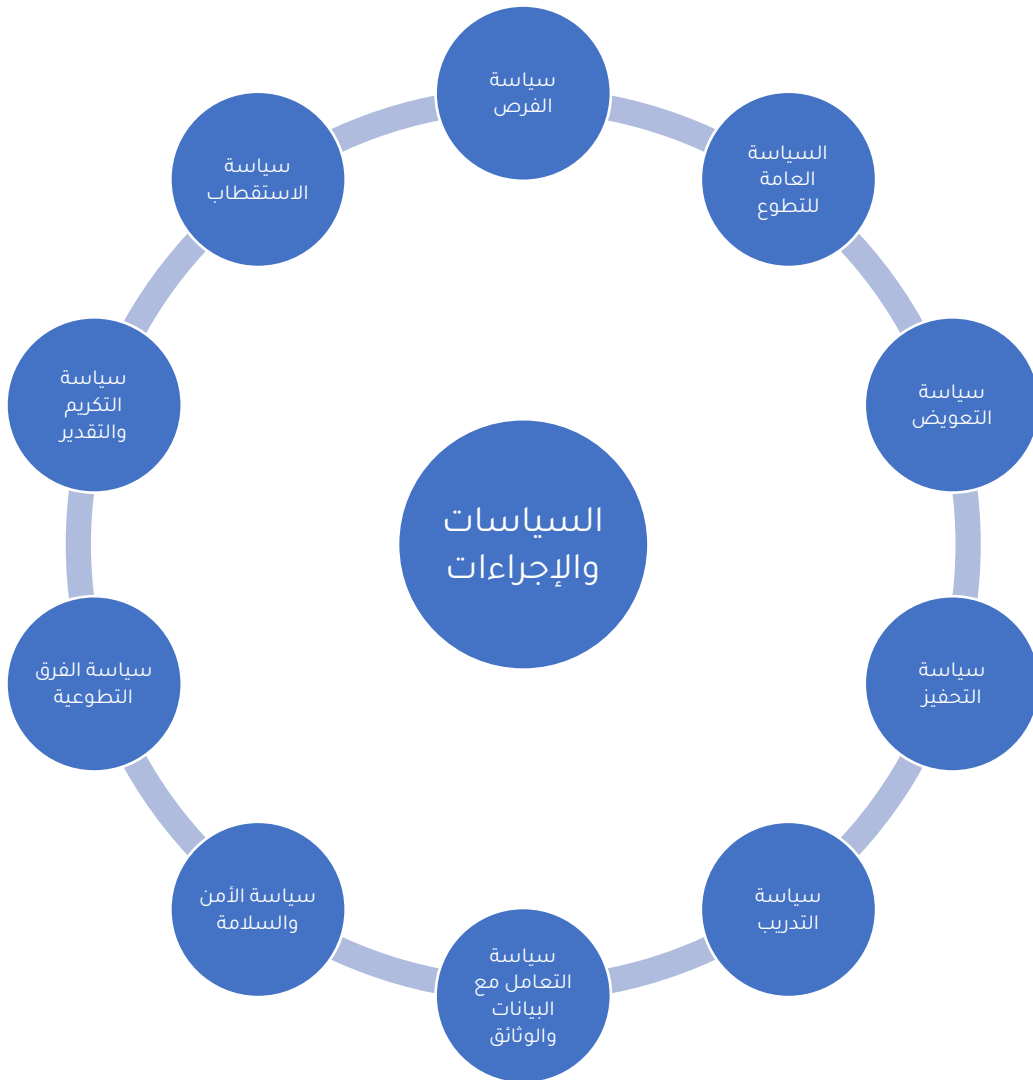 سياسة
الفرص
السياسة
العامة
للتطوع
سياسة
التعويض
سياسة
التحفيز
سياسة
التدريب
سياسة
التعامل مع
البيانات
والوثائق
سياسة الأمن
والسلامة
سياسة الفرق
التطوعية
سياسة
التكريم
والتقدير
سياسة
الاستقطاب
السياسات
والإجراءات